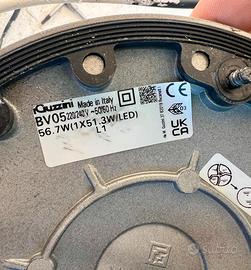 iGuzzini
Made in Italy
BV05 220/240V ~50/60 Hz
56.7W(1X51.3W/LED)
L1
UK
CA
subito